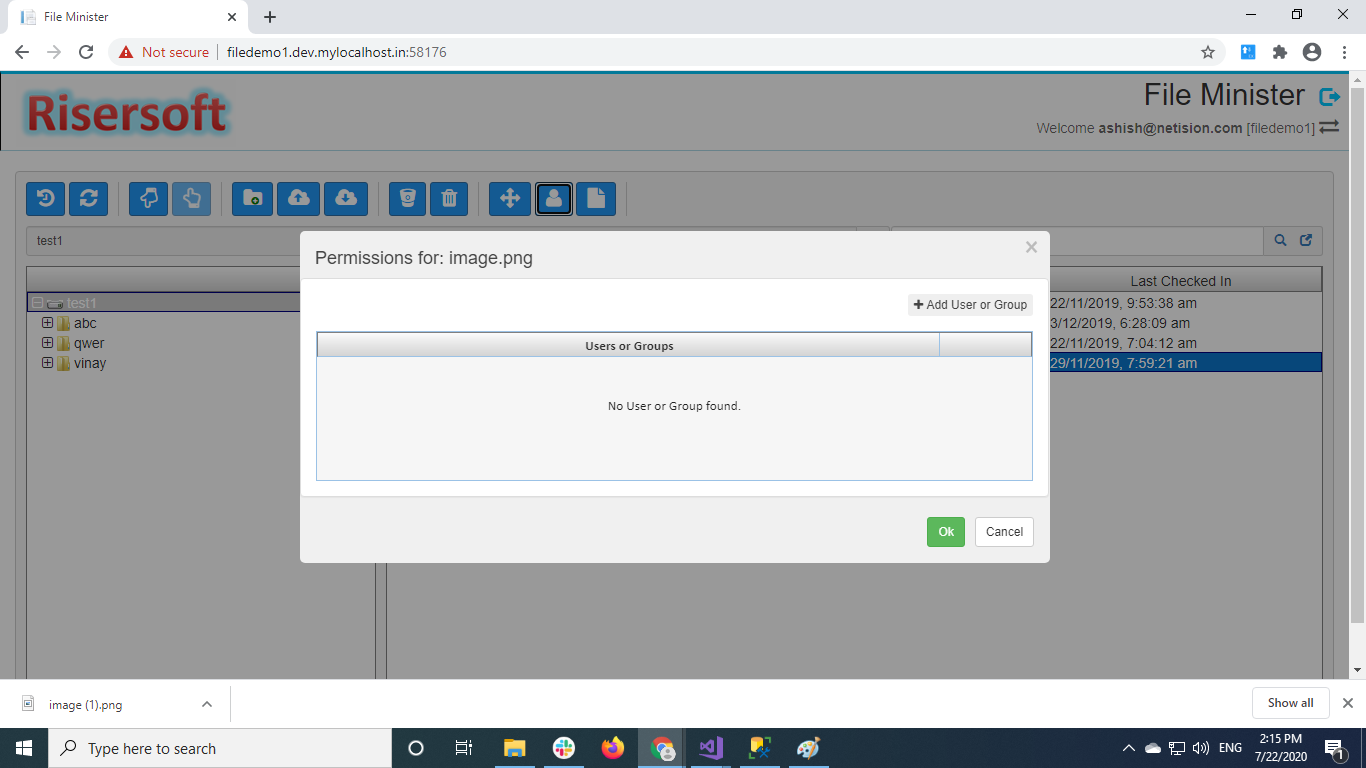 File Minister
Not secure
filedemo1.dev.mylocalhost.in:58176
Risersoft
File Minister
Welcome ashish@netision.com [filedemo1]
test1
Permissions for: image.png
Add User or Group
Users or Groups
No User or Group found.
Ok
Cancel
test1
abc
qwer
vinay
Last Checked In
22/11/2019, 9:53:38 am
3/12/2019, 6:28:09 am
22/11/2019, 7:04:12 am
29/11/2019, 7:59:21 am
image (1).png
Show all
Type here to search
ENG
2:15 PM
7/22/2020
1